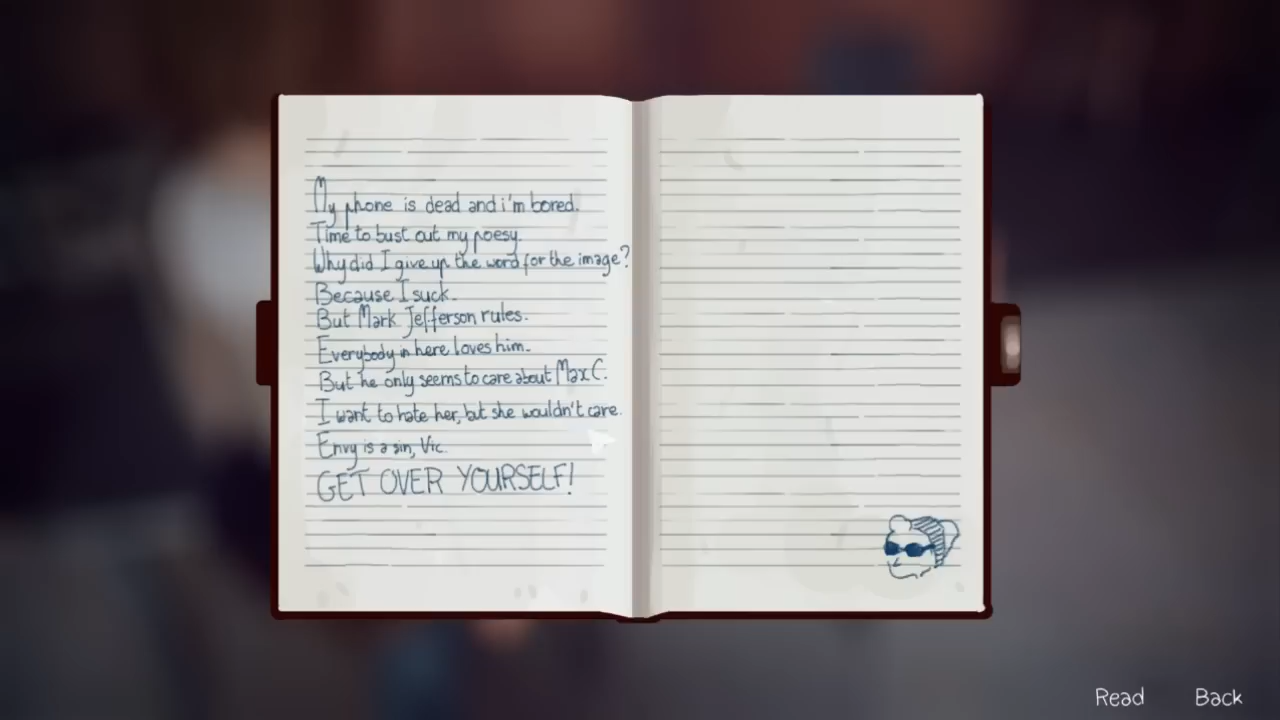 My phone is dead and i'm bored.
Time to bust out my poesy.
Why did I give up the word for the image?
Because I suck.
But Mark Jefferson rules.
Everybody in here loves him.
But he only seems to care about Max C.
I want to hate her, but she wouldn't care.
Envy is a sin, Vic.
GET OVER YOURSELF!
Read
Back